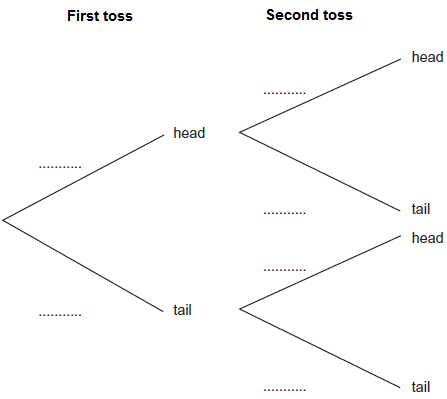 First toss
Second toss
head
...........
head
...........
...........
tail
head
...........
tail
...........
...........
tail